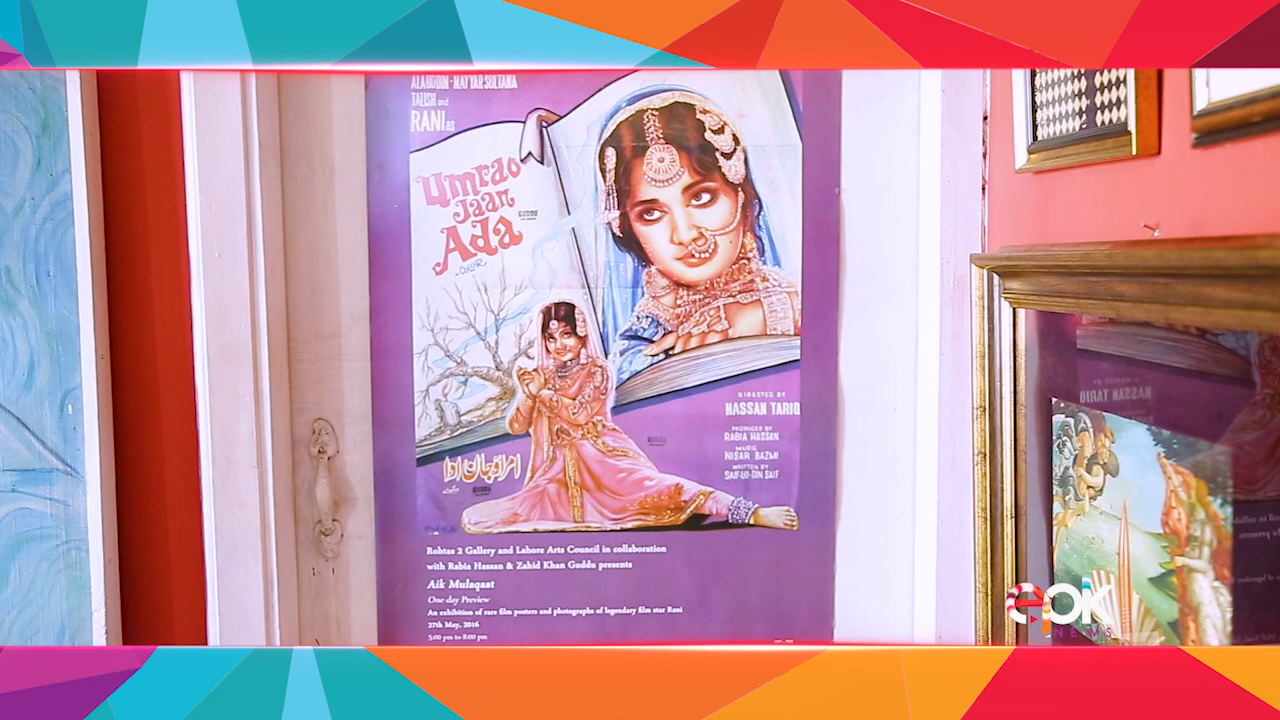 ALAUDDIN - NAYYAR SULTANA
TALISH and
RANI as
Umrao
Jaan
Ada
in COLOR
GUDDU
DIRECTED BY
HASSAN TARIQ
PRODUCED BY
RABIA HASSAN
MUSIC
NISAR BAZMI
WRITTEN BY
SAIF-UD-DIN SAIF
امراؤ جان ادا
Rohtas 2 Gallery and Lahore Arts Council in collaboration
with Rabia Hassan & Zahid Khan Guddu presents
Aik Mulaqaat
One day Preview
An exhibition of rare film posters and photographs of legendary film star Rani
27th May, 2016
5:00 pm to 8:00 pm
epk
NEWS